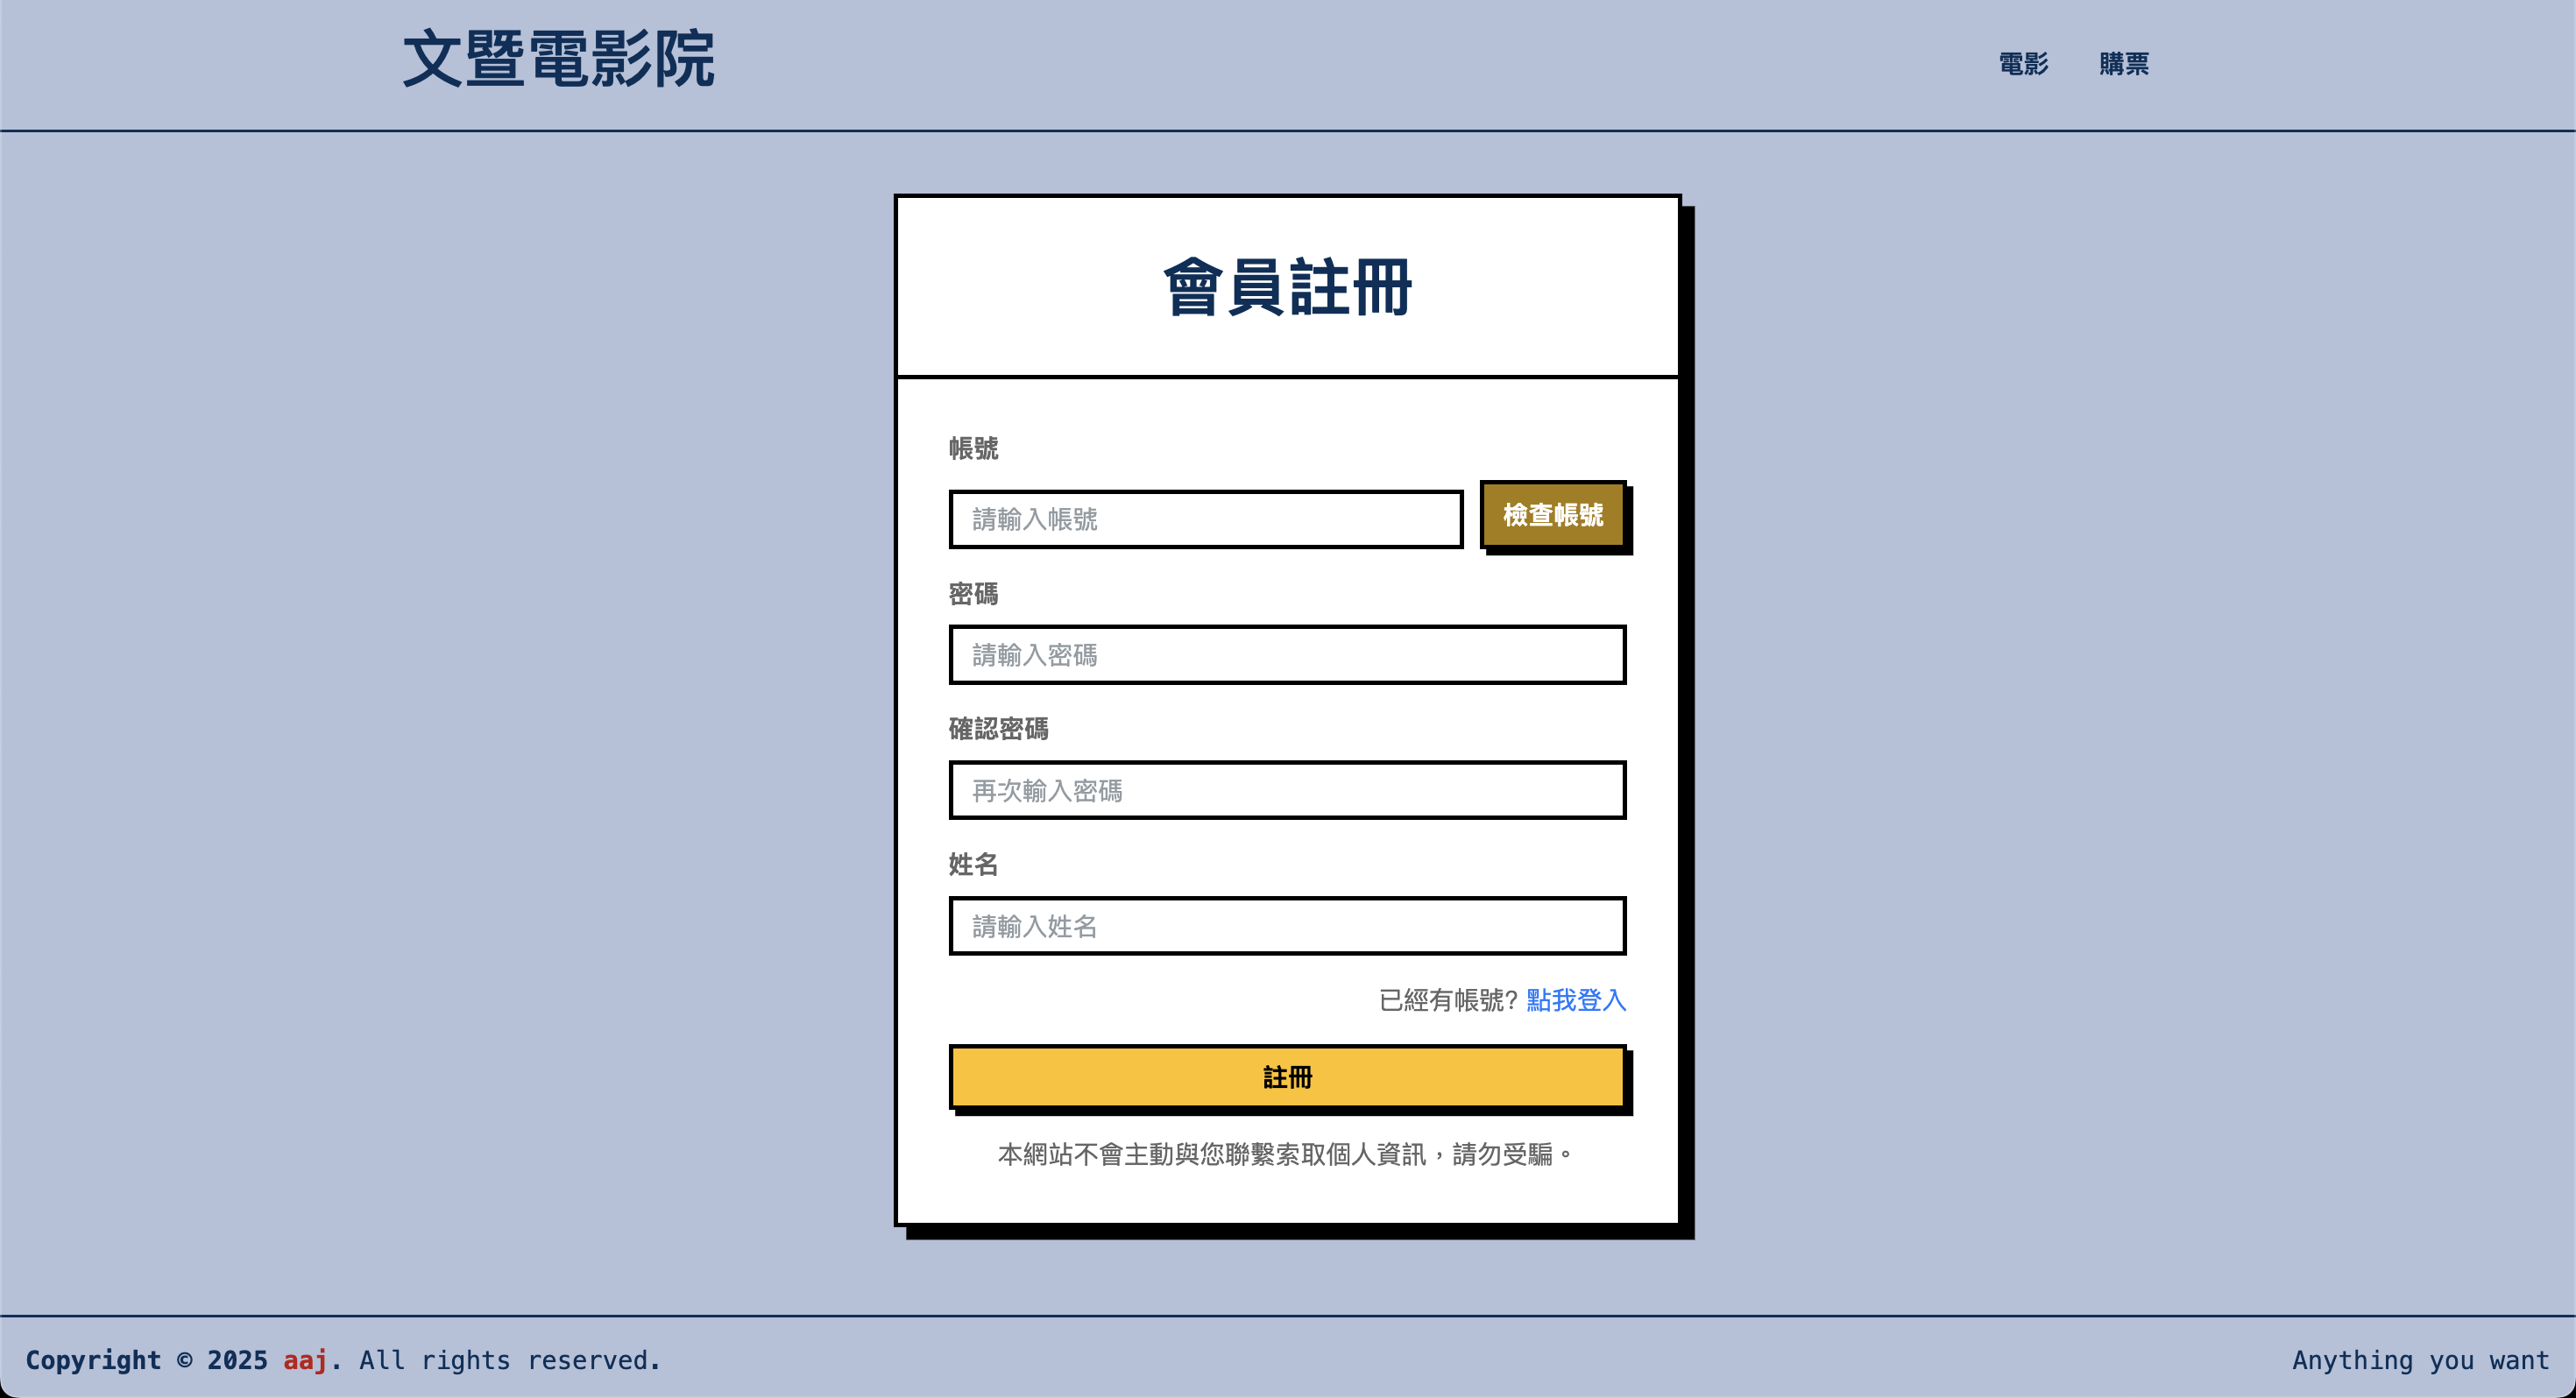 文暨電影院
電影 購票
會員註冊
帳號
請輸入帳號 檢查帳號
密碼
請輸入密碼
確認密碼
再次輸入密碼
姓名
請輸入姓名
已經有帳號? 點我登入
註冊
本網站不會主動與您聯繫索取個人資訊，請勿受騙。
Copyright © 2025 aaj. All rights reserved. Anything you want